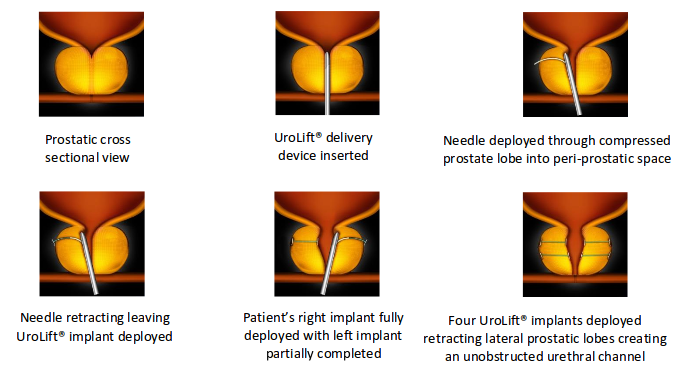 Prostatic cross
sectional view
UroLift® delivery
device inserted
Needle deployed through compressed
prostate lobe into peri-prostatic space
Needle retracting leaving
UroLift® implant deployed
Patient's right implant fully
deployed with left implant
partially completed
Four UroLift® implants deployed
retracting lateral prostatic lobes creating
an unobstructed urethral channel